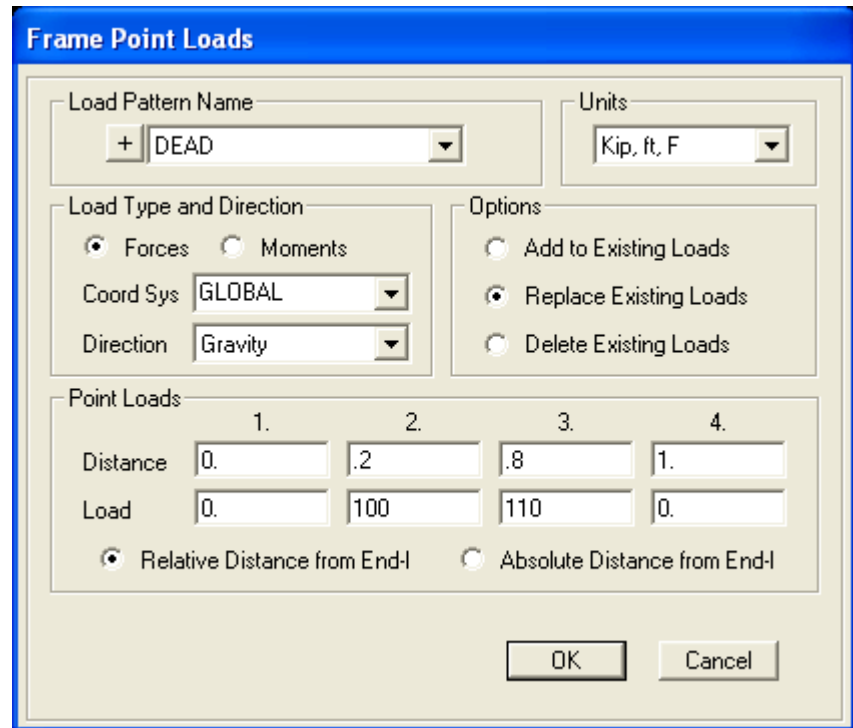 Frame Point Loads
Load Pattern Name
+ DEAD
Units
Kip, ft, F
Load Type and Direction
Forces Moments
Coord Sys GLOBAL
Direction Gravity
Options
Add to Existing Loads
Replace Existing Loads
Delete Existing Loads
Point Loads
1. 2. 3. 4.
Distance 0. .2 .8 1.
Load 0. 100 110 0.
Relative Distance from End-I Absolute Distance from End-I
OK Cancel